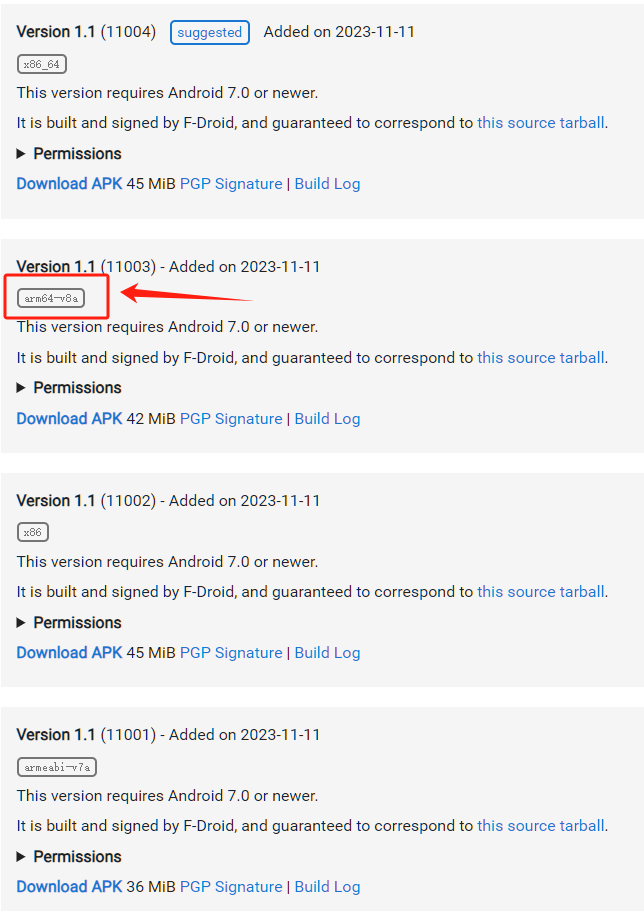 Version 1.1 (11004) suggested Added on 2023-11-11
x86_64
This version requires Android 7.0 or newer.
It is built and signed by F-Droid, and guaranteed to correspond to this source tarball.
Permissions
Download APK 45 MiB PGP Signature | Build Log
Version 1.1 (11003) - Added on 2023-11-11
arm64-v8a
This version requires Android 7.0 or newer.
It is built and signed by F-Droid, and guaranteed to correspond to this source tarball.
Permissions
Download APK 42 MiB PGP Signature | Build Log
Version 1.1 (11002) - Added on 2023-11-11
x86
This version requires Android 7.0 or newer.
It is built and signed by F-Droid, and guaranteed to correspond to this source tarball.
Permissions
Download APK 45 MiB PGP Signature | Build Log
Version 1.1 (11001) - Added on 2023-11-11
armeabi-v7a
This version requires Android 7.0 or newer.
It is built and signed by F-Droid, and guaranteed to correspond to this source tarball.
Permissions
Download APK 36 MiB PGP Signature | Build Log